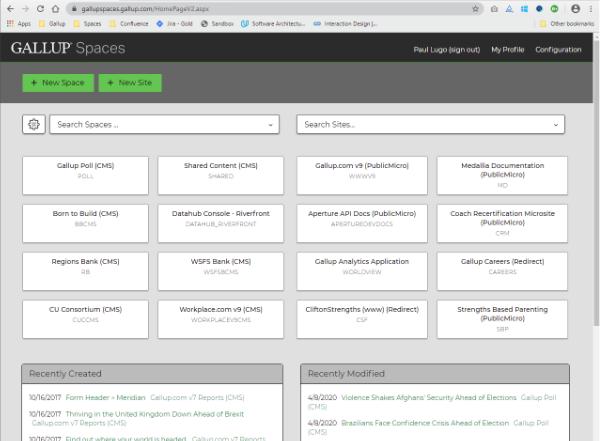 gallupspaces.gallup.com/HomePageV2.aspx
Apps Gallup Spaces Confluence Jira - Gold Sandbox Software Architectu... Interaction Design |... Other bookmarks
GALLUP® Spaces Paul Lugo (sign out) My Profile Configuration
+ New Space + New Site
Search Spaces ... Search Sites...
Gallup Poll (CMS) Shared Content (CMS) Gallup.com v9 (PublicMicro) Medallia Documentation
(PublicMicro)
POLL SHARED WWWV9 MD
Born to Build (CMS) Datahub Console - Riverfront Aperture API Docs (PublicMicro) Coach Recertification Microsite
(PublicMicro)
BBCMS DATAHUB_RIVERFRONT APERTUREDEVDOCS CRM
Regions Bank (CMS) WSFS Bank (CMS) Gallup Analytics Application Gallup Careers (Redirect)
RB WSFSBCMS WORLDVIEW CAREERS
CU Consortium (CMS) Workplace.com v9 (CMS) CliftonStrengths (www) (Redirect) Strengths Based Parenting
(PublicMicro)
CUCCMS WORKPLACEV9CMS CSF SBP
Recently Created Recently Modified
10/16/2017 Form Header » Meridian Gallup.com v7 Reports (CMS) 4/9/2020 Violence Shakes Afghans' Security Ahead of Elections Gallup Poll
(CMS)
10/16/2017 Thriving in the United Kingdom Down Ahead of Brexit
Gallup.com v7 Reports (CMS) 4/8/2020 Brazilians Face Confidence Crisis Ahead of Election Gallup Poll
(CMS)
10/16/2017 Find out where your world is headed Gallup.com v7 Reports (CMS)